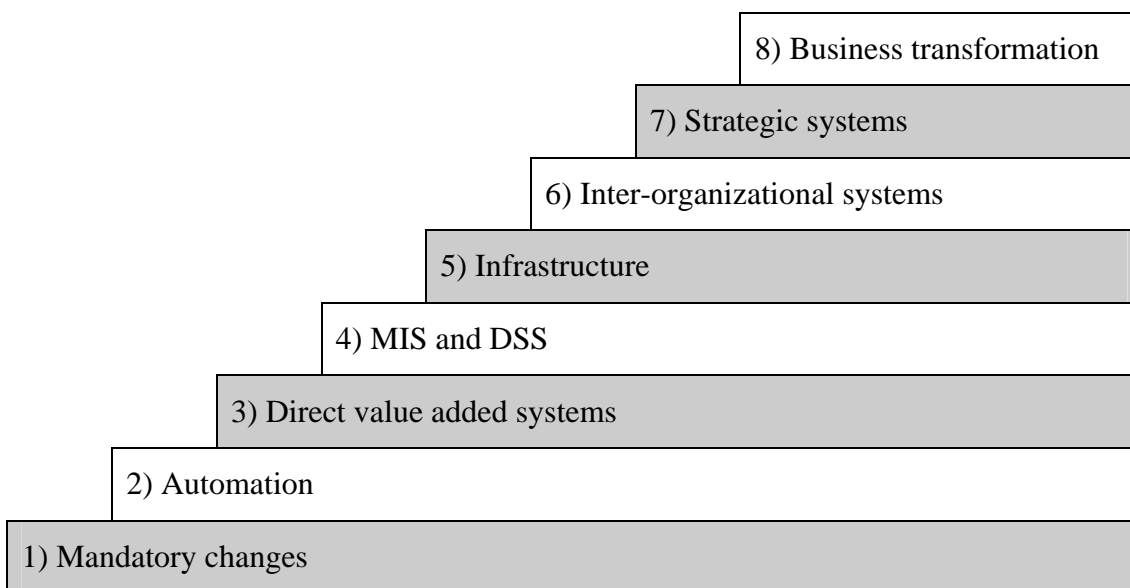 8) Business transformation
7) Strategic systems
6) Inter-organizational systems
5) Infrastructure
4) MIS and DSS
3) Direct value added systems
2) Automation
1) Mandatory changes